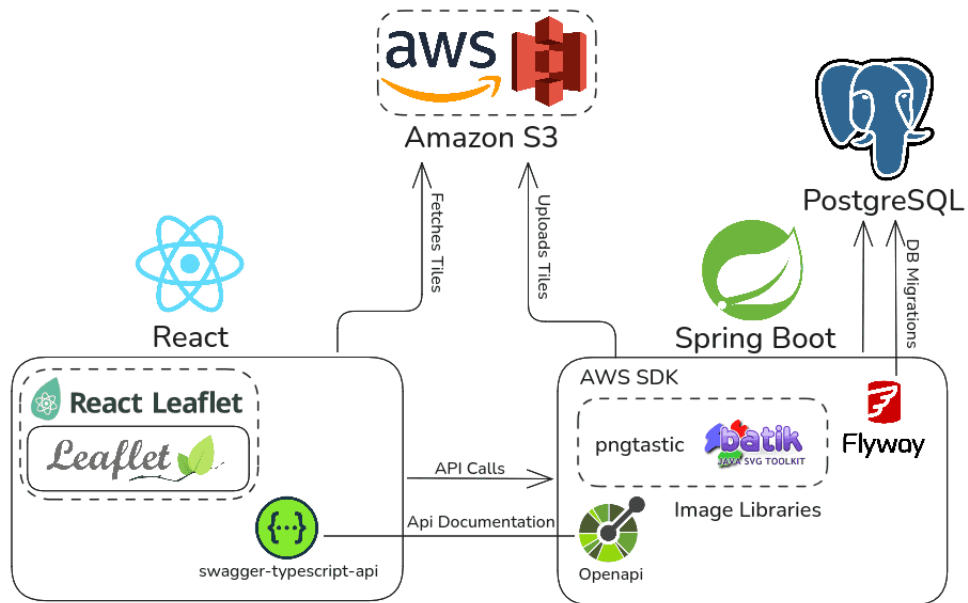 aws
Amazon S3
PostgreSQL
Fetches Tiles
Uploads Tiles
DB Migrations
React
Spring Boot
React Leaflet
Leaflet
AWS SDK
pngtastic
batik
JAVA SVG TOOLKIT
Flyway
API Calls
Image Libraries
{···}
Api Documentation
swagger-typescript-api
Openapi